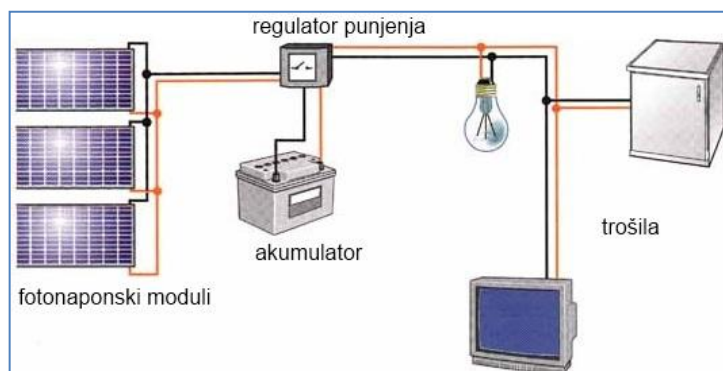 regulator punjenja
akumulator
trošila
fotonaponski moduli